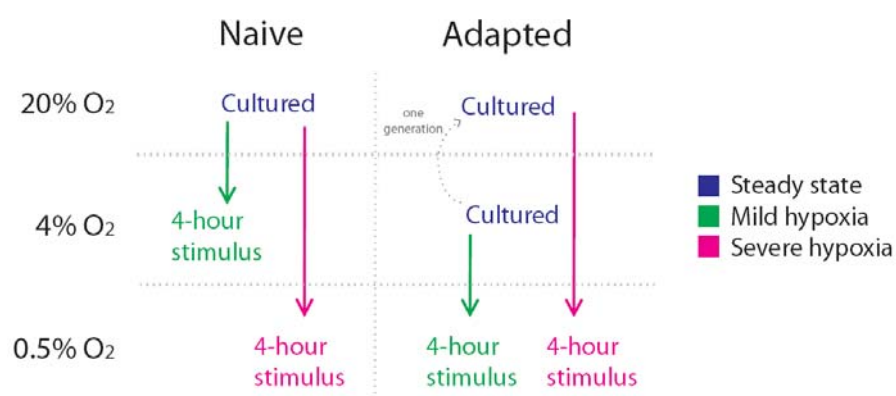 Naive
Adapted
20% O2
Cultured
one
generation
Cultured
4% O2
4-hour
stimulus
Cultured
0.5% O2
4-hour
stimulus
4-hour
stimulus
4-hour
stimulus
Steady state
Mild hypoxia
Severe hypoxia